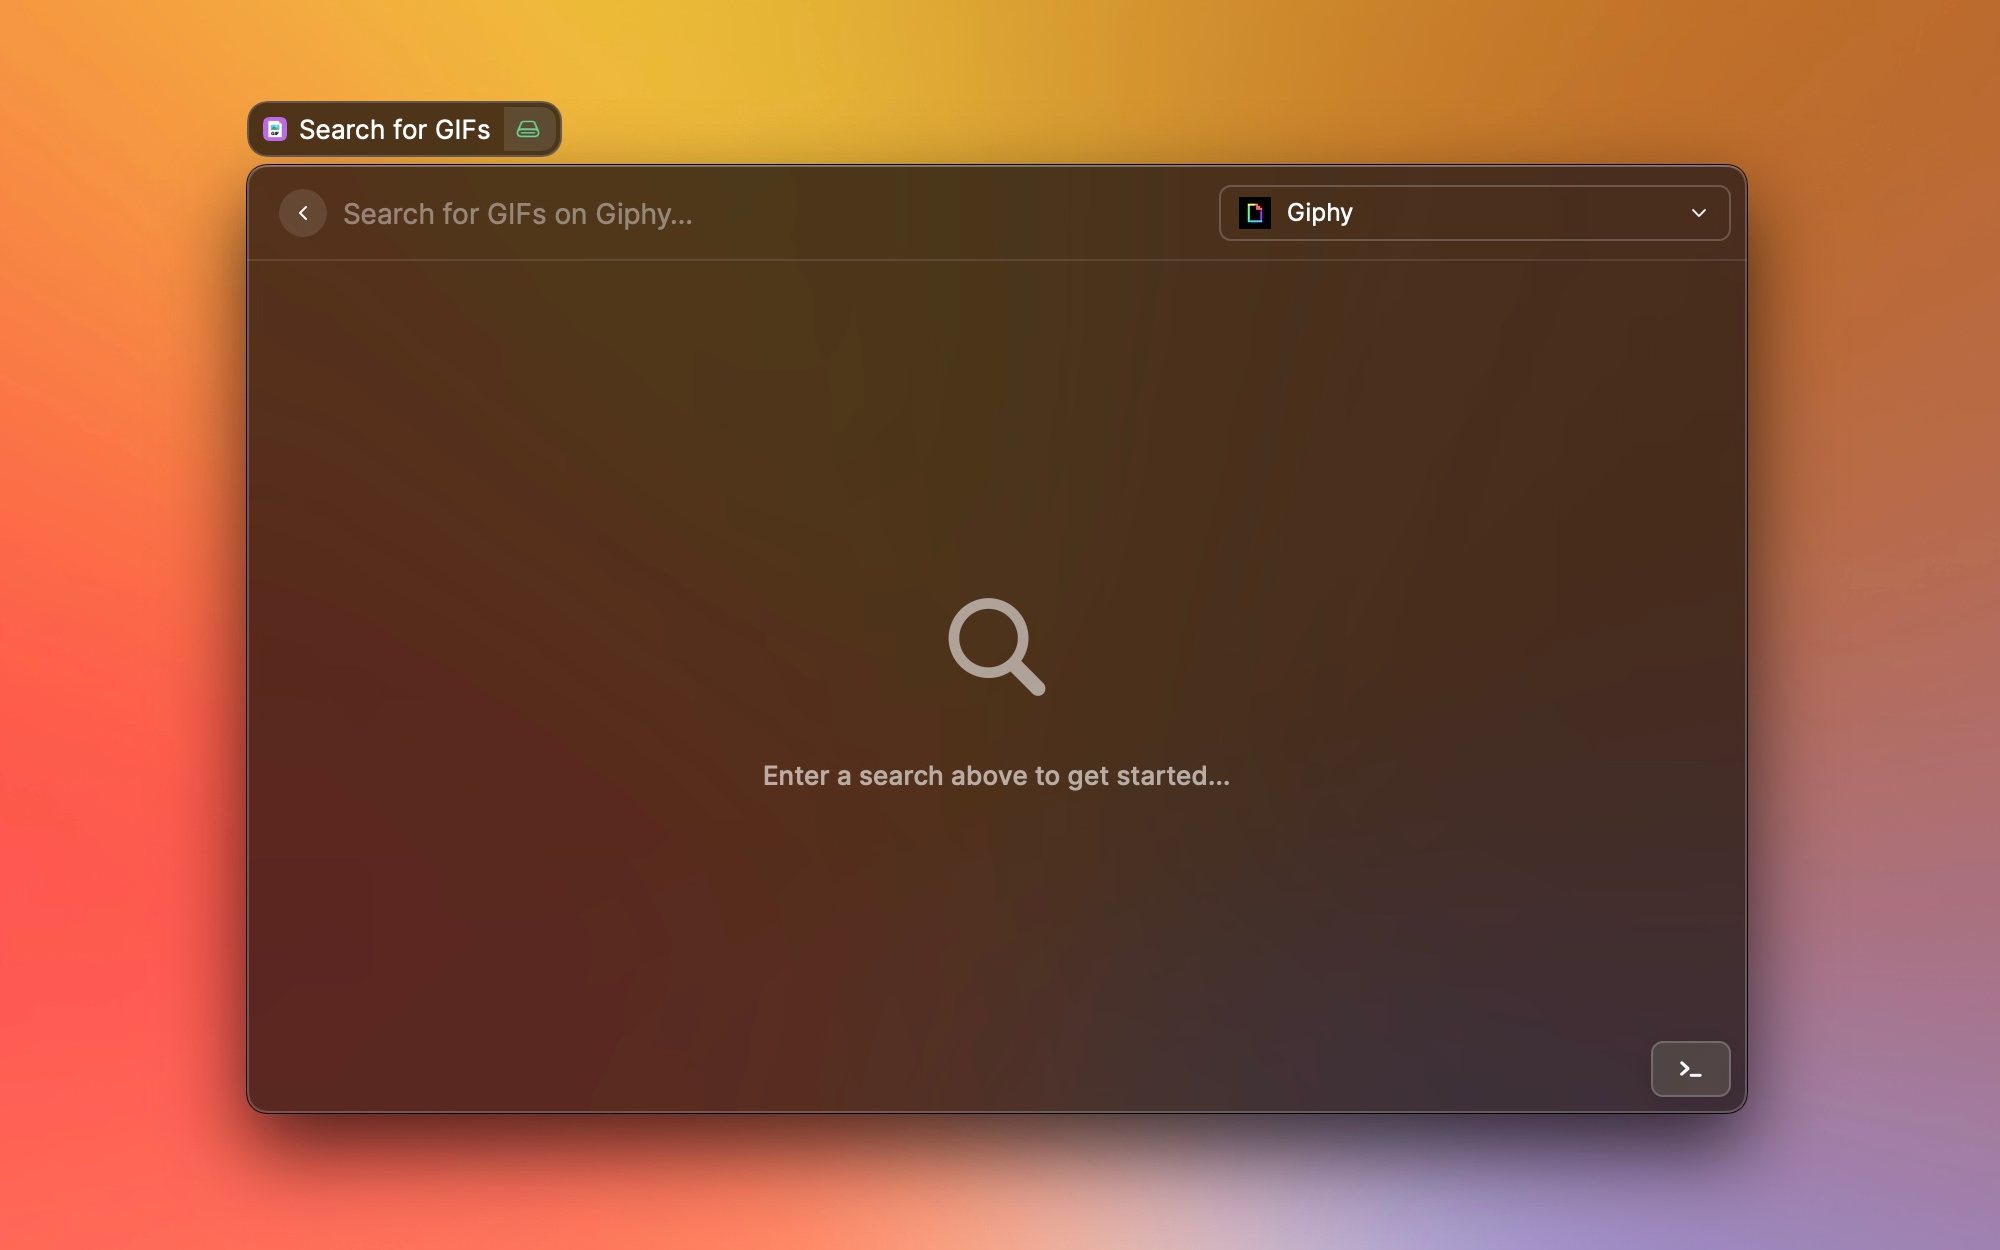 Search for GIFs
Search for GIFs on Giphy...
Giphy
Enter a search above to get started...